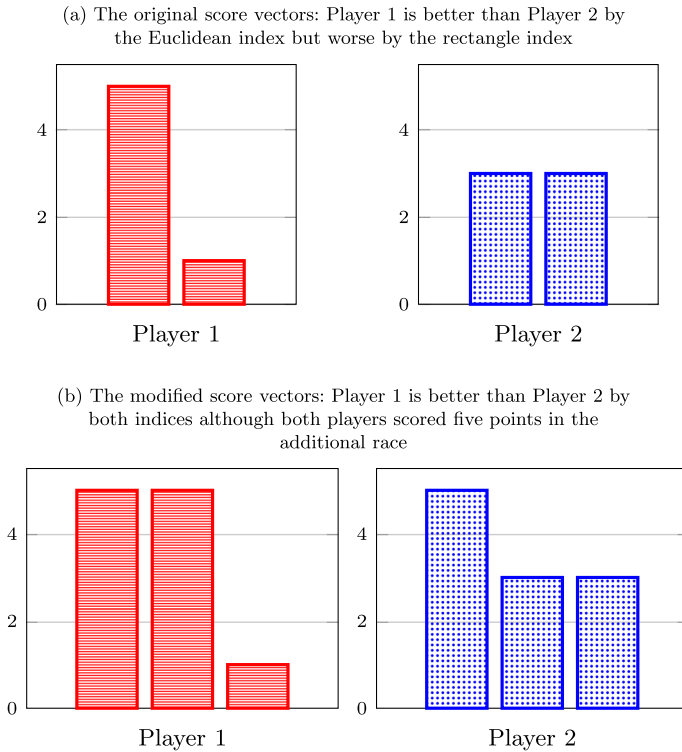 (a) The original score vectors: Player 1 is better than Player 2 by
the Euclidean index but worse by the rectangle index
4
2
0
Player 1
4
2
0
Player 2
(b) The modified score vectors: Player 1 is better than Player 2 by
both indices although both players scored five points in the
additional race
4
2
0
Player 1
4
2
0
Player 2